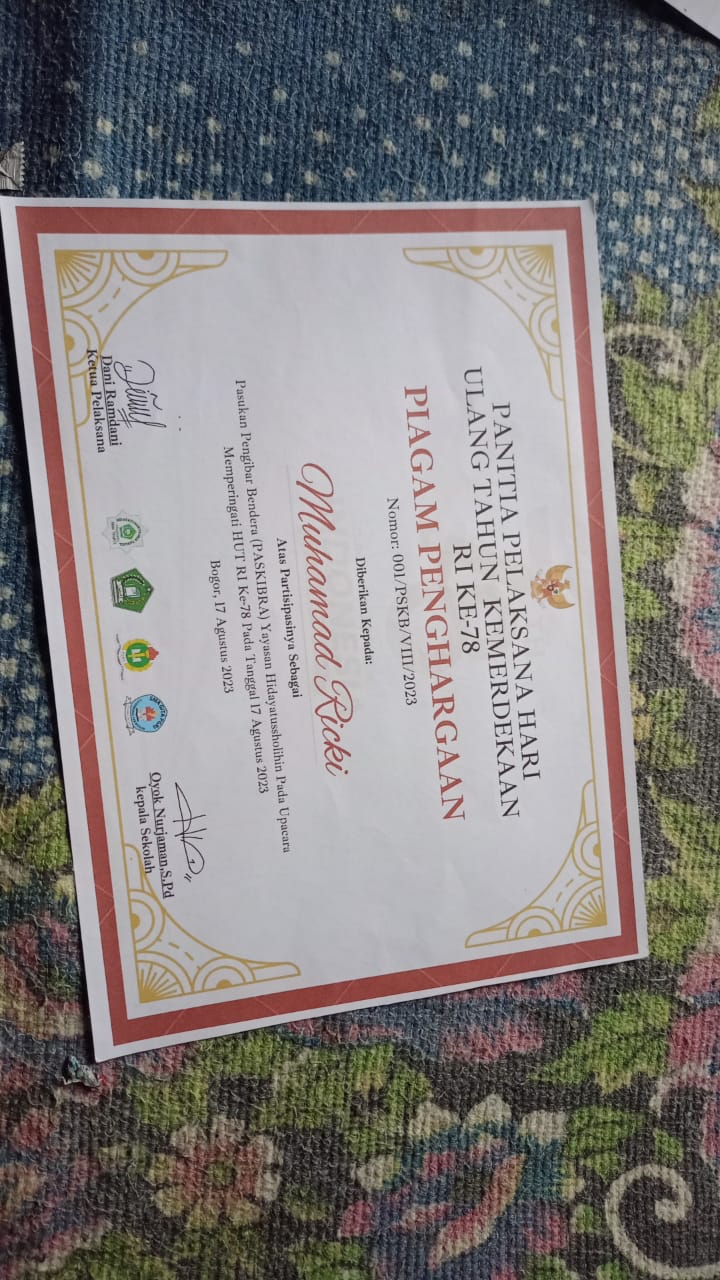 PANITIA PELAKSANA HARI
ULANG TAHUN KEMERDEKAAN
RI KE-78
PIAGAM PENGHARGAAN
Nomor: 001/PSKB/VIII/2023
Diberikan Kepada:
Muhamad Ricki
Atas Partisipasinya Sebagai
Pasukan Pengibar Bendera (PASKIBRA) Yayasan Hidayatussholihin Pada Upacara
Memperingati HUT RI Ke-78 Pada Tanggal 17 Agustus 2023
Bogor, 17 Agustus 2023
Dani Ramdani
Ketua Pelaksana
Oyok Nurjaman,S.Pd
kepala Sekolah